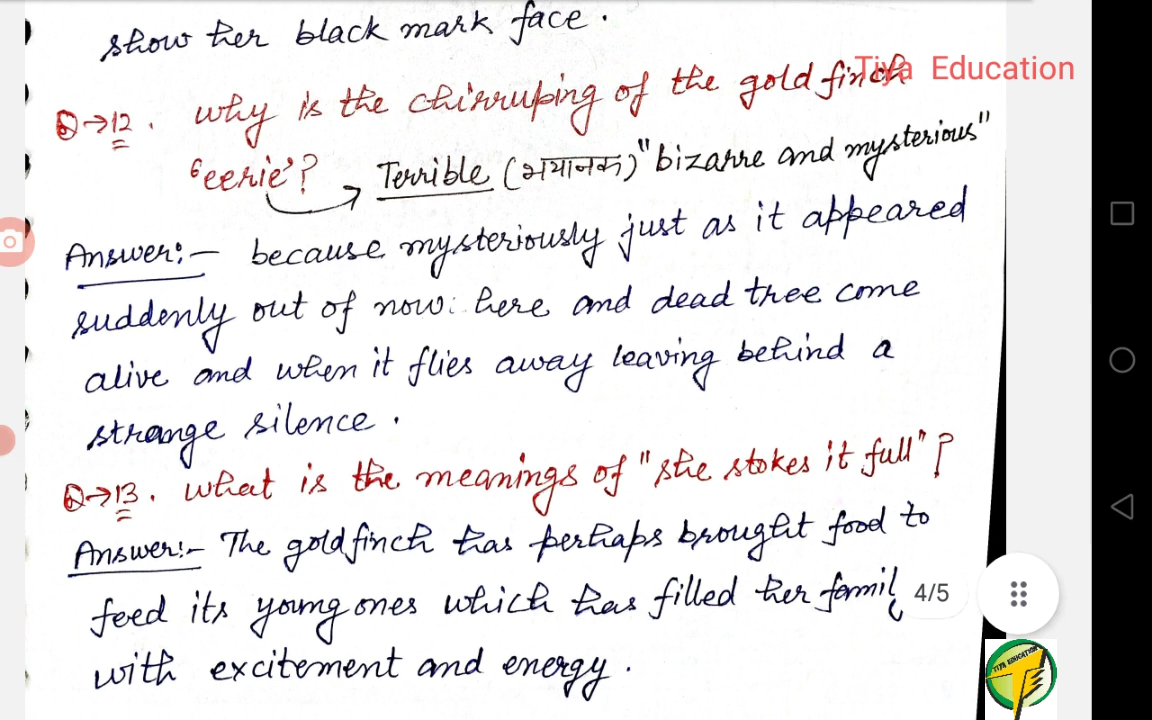 show her black mark face.
Tiya Education
Q→12. why is the chirruping of the goldfinch
'eerie'? → Terrible (भयानक) "bizarre and mysterious"
Answer:- because mysteriously just as it appeared
suddenly out of now: here and dead tree come
alive and when it flies away leaving behind a
strange silence.
Q→13. what is the meanings of "she stokes it full"?
Answer:- The goldfinch has perhaps brought food to
feed its young ones which has filled her family
with excitement and energy.
4/5
TIYA EDUCATION